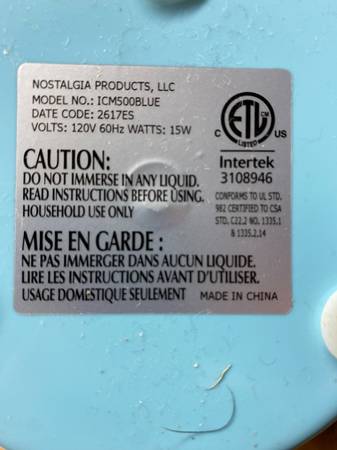 NOSTALGIA PRODUCTS, LLC
MODEL NO.: ICM500BLUE
DATE CODE: 2617ES
VOLTS: 120V 60Hz WATTS: 15W
CAUTION:
DO NOT IMMERSE IN ANY LIQUID.
READ INSTRUCTIONS BEFORE USING.
HOUSEHOLD USE ONLY
MISE EN GARDE :
NE PAS IMMERGER DANS AUCUN LIQUIDE.
LIRE LES INSTRUCTIONS AVANT D'UTILISER.
USAGE DOMESTIQUE SEULEMENT
MADE IN CHINA
ETL CM
LISTED
C US
Intertek
3108946
CONFORMS TO UL STD.
982 CERTIFIED TO CSA
STD. C22.2 NO. 1335.1
& 1335.2.14